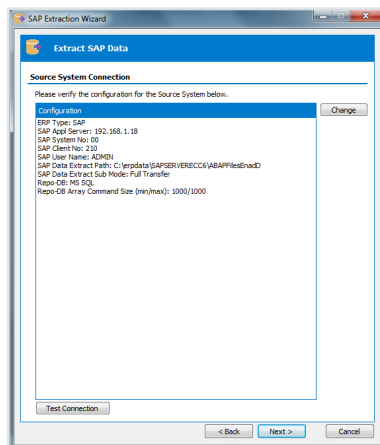 SAP Extraction Wizard
Extract SAP Data
Source System Connection
Please verify the configuration for the Source System below.
Configuration
Change
ERP Type: SAP
SAP Appl Server: 192.168.1.18
SAP System No: 00
SAP Client No: 210
SAP User Name: ADMIN
SAP Data Extract Path: C:\erpdata\SAPSERVERECC6\ABAPFilesEnadD
SAP Data Extract Sub Mode: Full Transfer
Repo-DB: MS SQL
Repo-DB Array Command Size (min/max): 1000/1000
Test Connection
< Back
Next >
Cancel